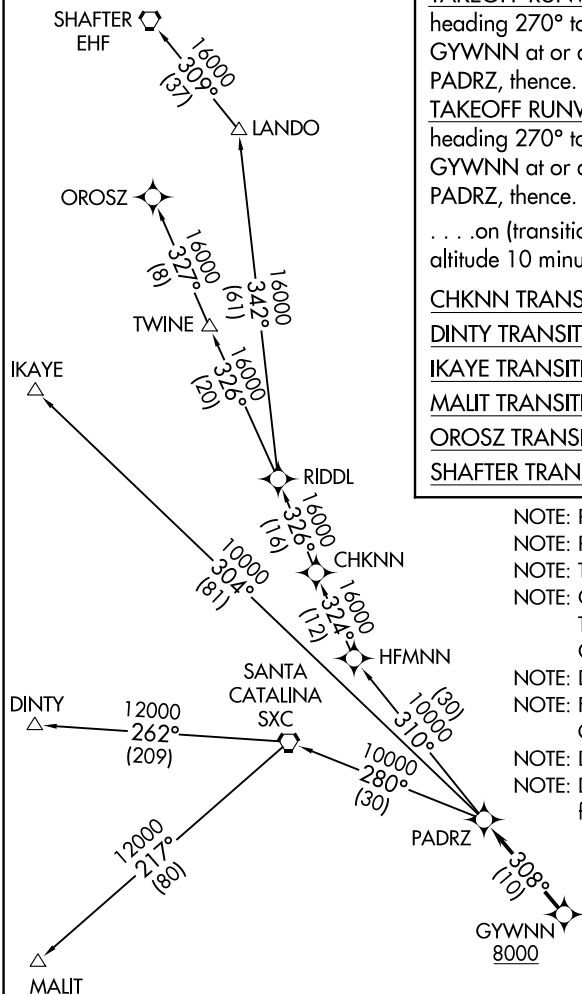 SHAFTER
EHF
16000
309°
(37)
LANDO
OROSZ
16000
327°
(8)
16000
342°
(61)
TWINE
16000
326°
(20)
IKAYE
RIDDL
16000
326°
(16)
CHKNN
10000
304°
(81)
16000
324°
(12)
HFMNN
SANTA
CATALINA
SXC
(30)
10000
310°
DINTY
12000
262°
(209)
10000
280°
(30)
PADRZ
12000
217°
(80)
308°
(10)
GYWNN
8000
MALIT
heading 270° to
GYWNN at or
PADRZ, thence.
TAKEOFF
heading 270° to
GYWNN at or
PADRZ, thence.
. . . .on (transitio
altitude 10 minu
CHKNN TRANS
DINTY TRANSIT
IKAYE TRANSIT
MALIT TRANSIT
OROSZ TRANS
SHAFTER TRAN
NOTE:
NOTE:
NOTE: T
NOTE:
T
NOTE: D
NOTE:
NOTE: D
NOTE: D
f